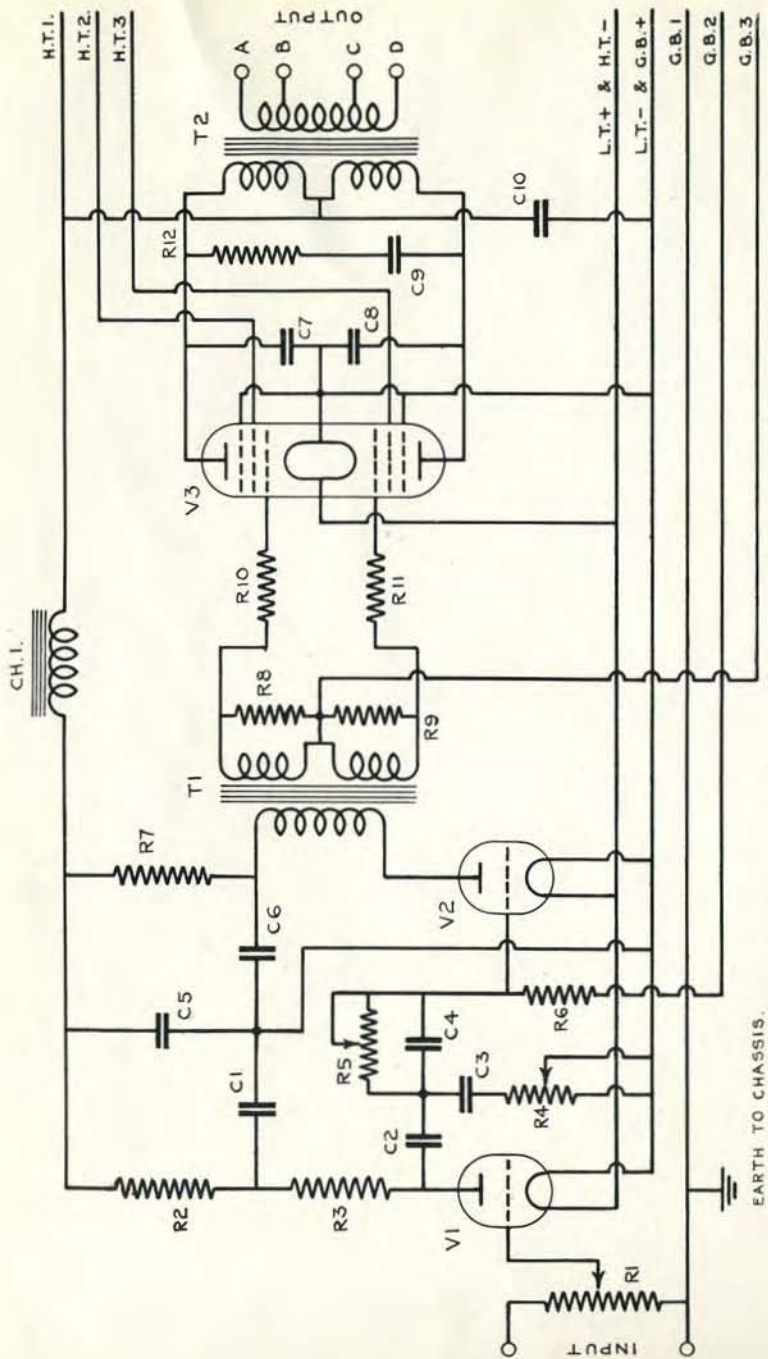 CH.1.
H.T.1.
H.T.2.
H.T.3
R2
C5
R7
C1
C6
T1
R8
R9
R10
R11
V3
R12
C7
C8
C9
C10
T2
A
B
C
D
OUTPUT
R3
C2
R5
C4
C3
R4
R6
V1
V2
R1
INPUT
L.T.+ & H.T.-
L.T.- & G.B.+
G.B.1
G.B.2
G.B.3
EARTH TO CHASSIS.